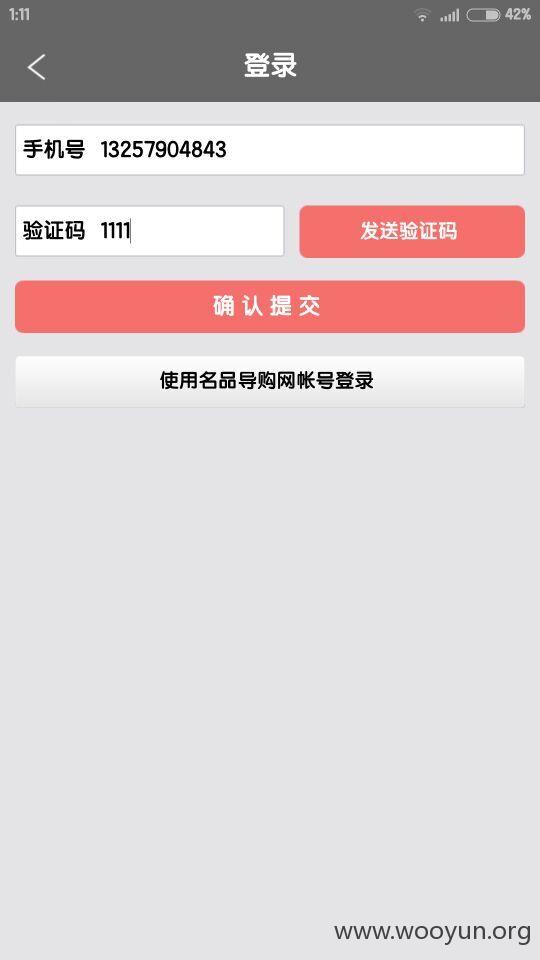 1:11 42%
登录
手机号 13257904843
验证码 1111 发送验证码
确认提交
使用名品导购网帐号登录
www.wooyun.org